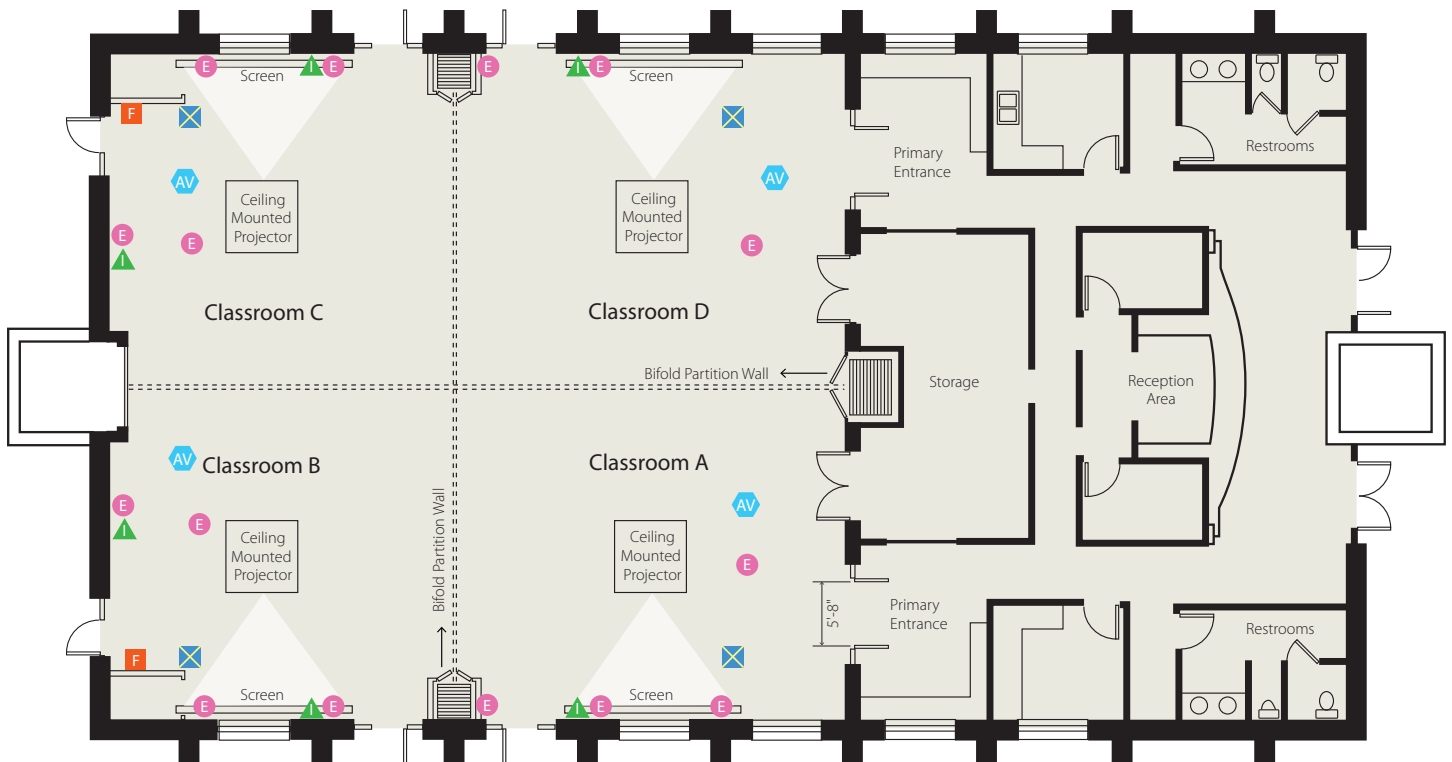 E
I
E
E
I
E
Screen
Screen
F
Primary
Entrance
Restrooms
AV
AV
Ceiling
Mounted
Projector
Ceiling
Mounted
Projector
E
E
E
I
Classroom C
Classroom D
Bifold Partition Wall
Storage
Reception
Area
AV
Classroom B
Classroom A
E
AV
I
E
Ceiling
Mounted
Projector
Ceiling
Mounted
Projector
Bifold Partition Wall
E
5'-8"
Primary
Entrance
Restrooms
F
Screen
Screen
E
I
E
E
I
E
E